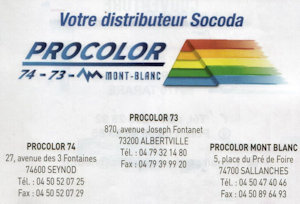 Votre distributeur Socoda
PROCOLOR
74 - 73 - MONT-BLANC
PROCOLOR 73
870, avenue Joseph Fontanet
73200 ALBERTVILLE
Tél. : 04 79 32 14 80
Fax : 04 79 39 99 20
PROCOLOR 74
27, avenue des 3 Fontaines
74600 SEYNOD
Tél. : 04 50 52 07 25
Fax : 04 50 52 07 29
PROCOLOR MONT BLANC
5, place du Pré de Foire
74700 SALLANCHES
Tél. : 04 50 47 40 46
Fax : 04 50 89 64 93